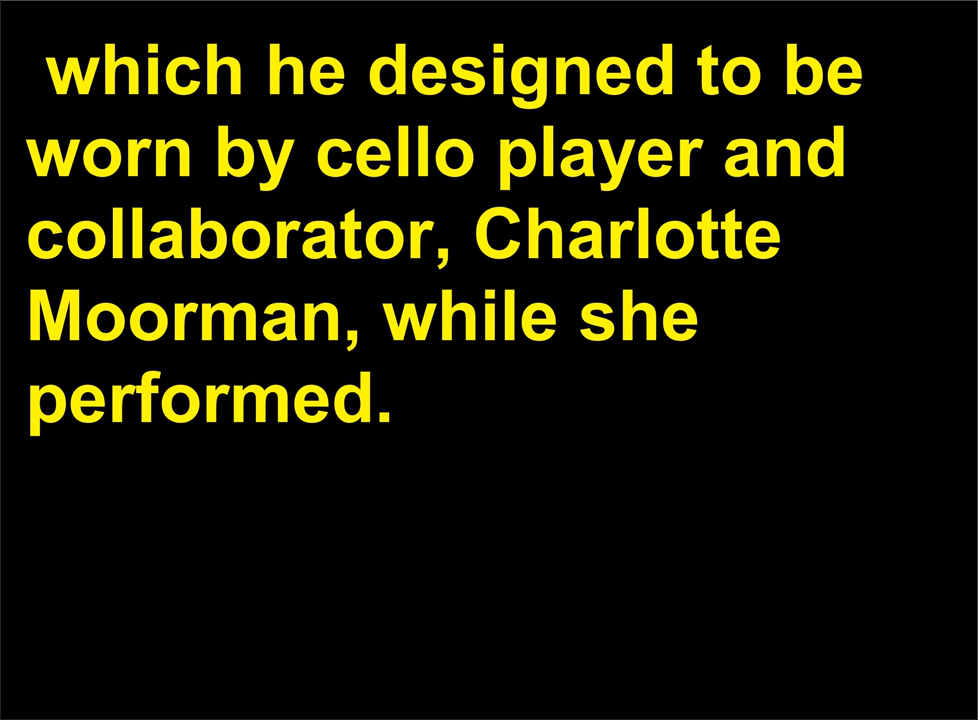 which he designed to be
worn by cello player and
collaborator, Charlotte
Moorman, while she
performed.